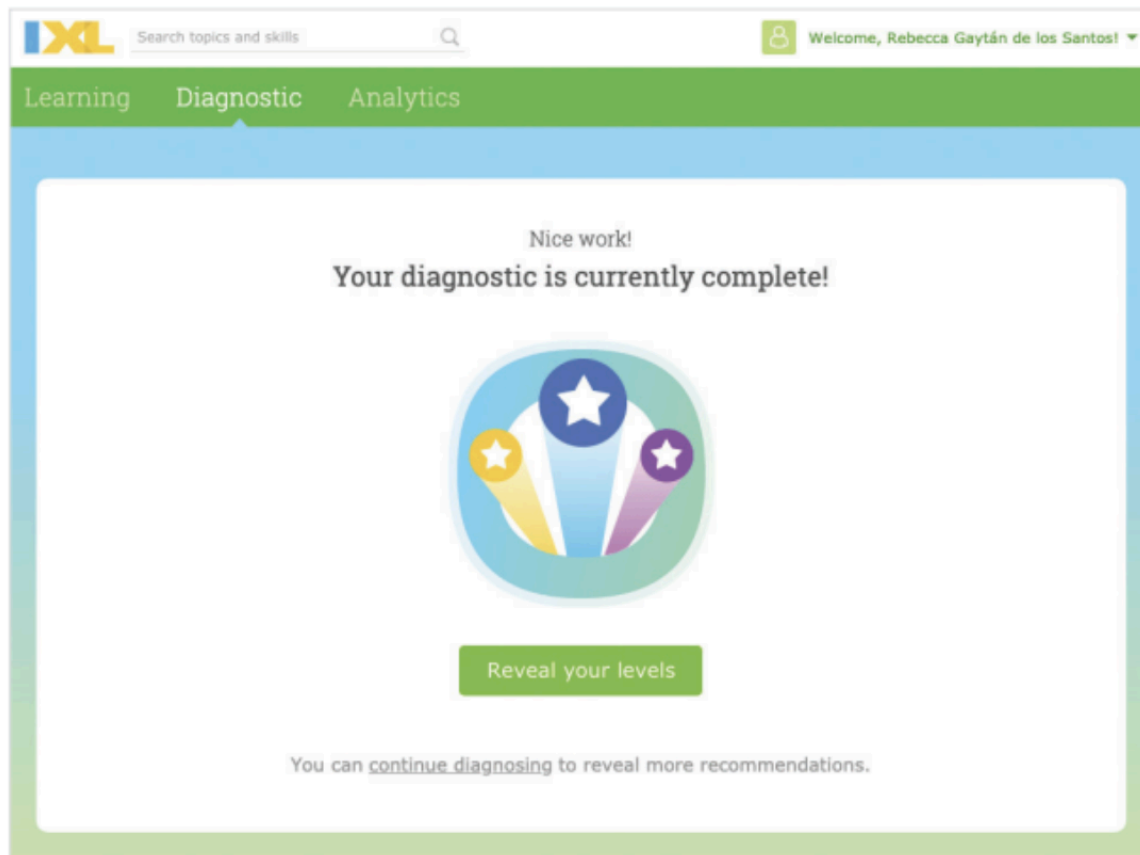 IXL
Search topics and skills
Welcome, Rebecca Gaytán de los Santos!
Learning Diagnostic Analytics
Nice work!
Your diagnostic is currently complete!
Reveal your levels
You can continue diagnosing to reveal more recommendations.